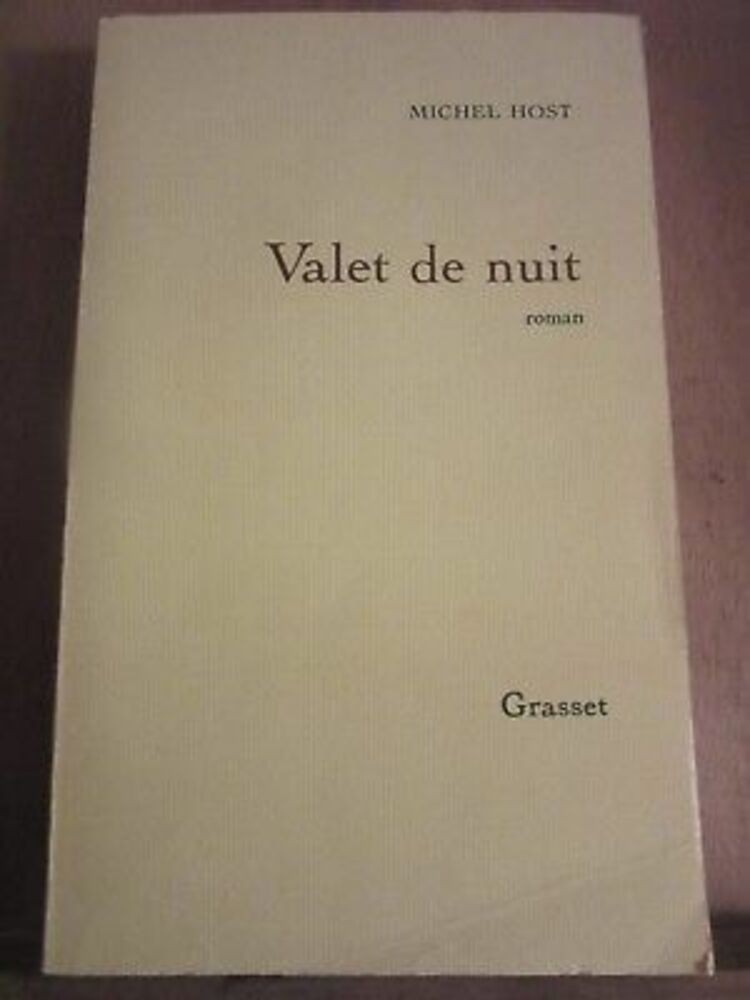 MICHEL HOST
Valet de nuit
roman
Grasset